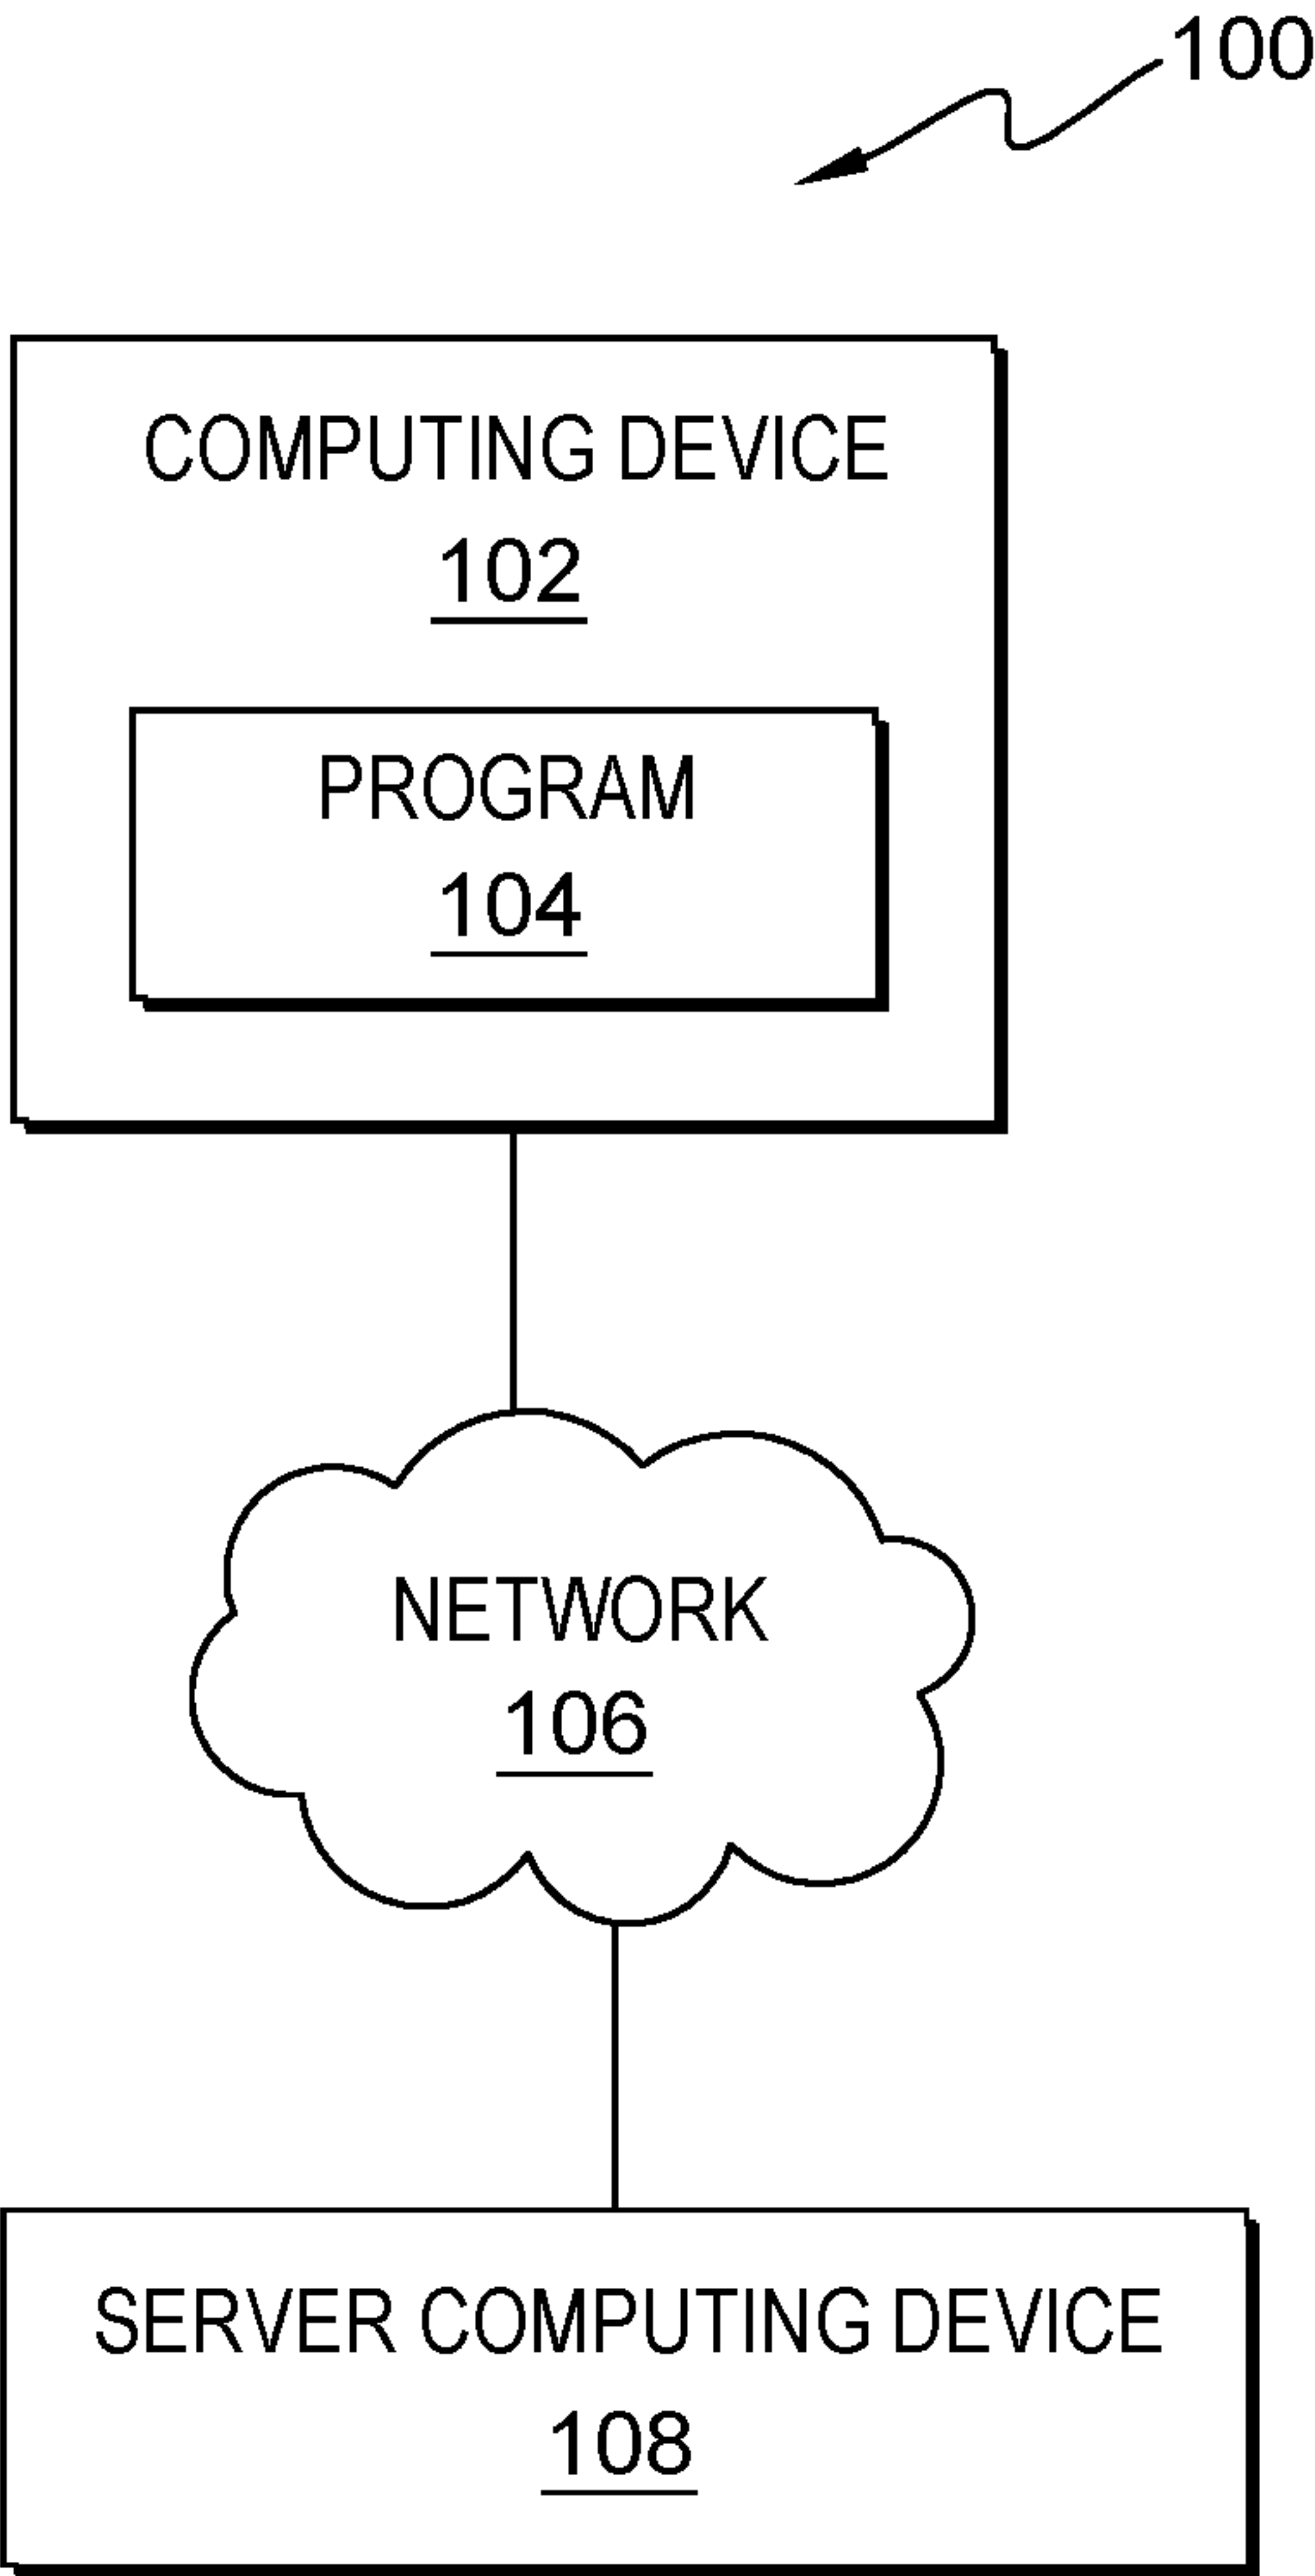 100
COMPUTING DEVICE
102
PROGRAM
104
NETWORK
106
SERVER COMPUTING DEVICE
108